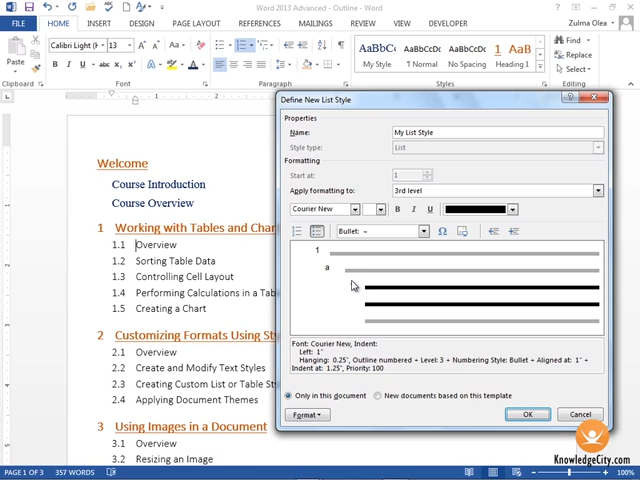 Word 2013 Advanced - Outline - Word
FILE HOME INSERT DESIGN PAGE LAYOUT REFERENCES MAILINGS REVIEW VIEW DEVELOPER Zulma Olea
Paste
Calibri Light (H 13
B I U
Clipboard Font Paragraph Styles Editing
AaBbC AaBbCcDc AaBbCcDc 1 AaB
My Style ¶ Normal ¶ No Spacing Heading 1
Find
Replace
Select
Welcome
Course Introduction
Course Overview
1 Working with Tables and Chart
1.1 Overview
1.2 Sorting Table Data
1.3 Controlling Cell Layout
1.4 Performing Calculations in a Tab
1.5 Creating a Chart
2 Customizing Formats Using St
2.1 Overview
2.2 Create and Modify Text Styles
2.3 Creating Custom List or Table St
2.4 Applying Document Themes
3 Using Images in a Document
3.1 Overview
3.2 Resizing an Image
Define New List Style
Properties
Name: My List Style
Style type: List
Formatting
Start at: 1
Apply formatting to: 3rd level
Courier New B I U
Bullet: ~
1
a
Font: Courier New, Indent:
Left: 1"
Hanging: 0.25", Outline numbered + Level: 3 + Numbering Style: Bullet + Aligned at: 1" +
Indent at: 1.25", Priority: 100
Only in this document New documents based on this template
Format OK Cancel
KnowledgeCity.com
PAGE 1 OF 3 357 WORDS 100%